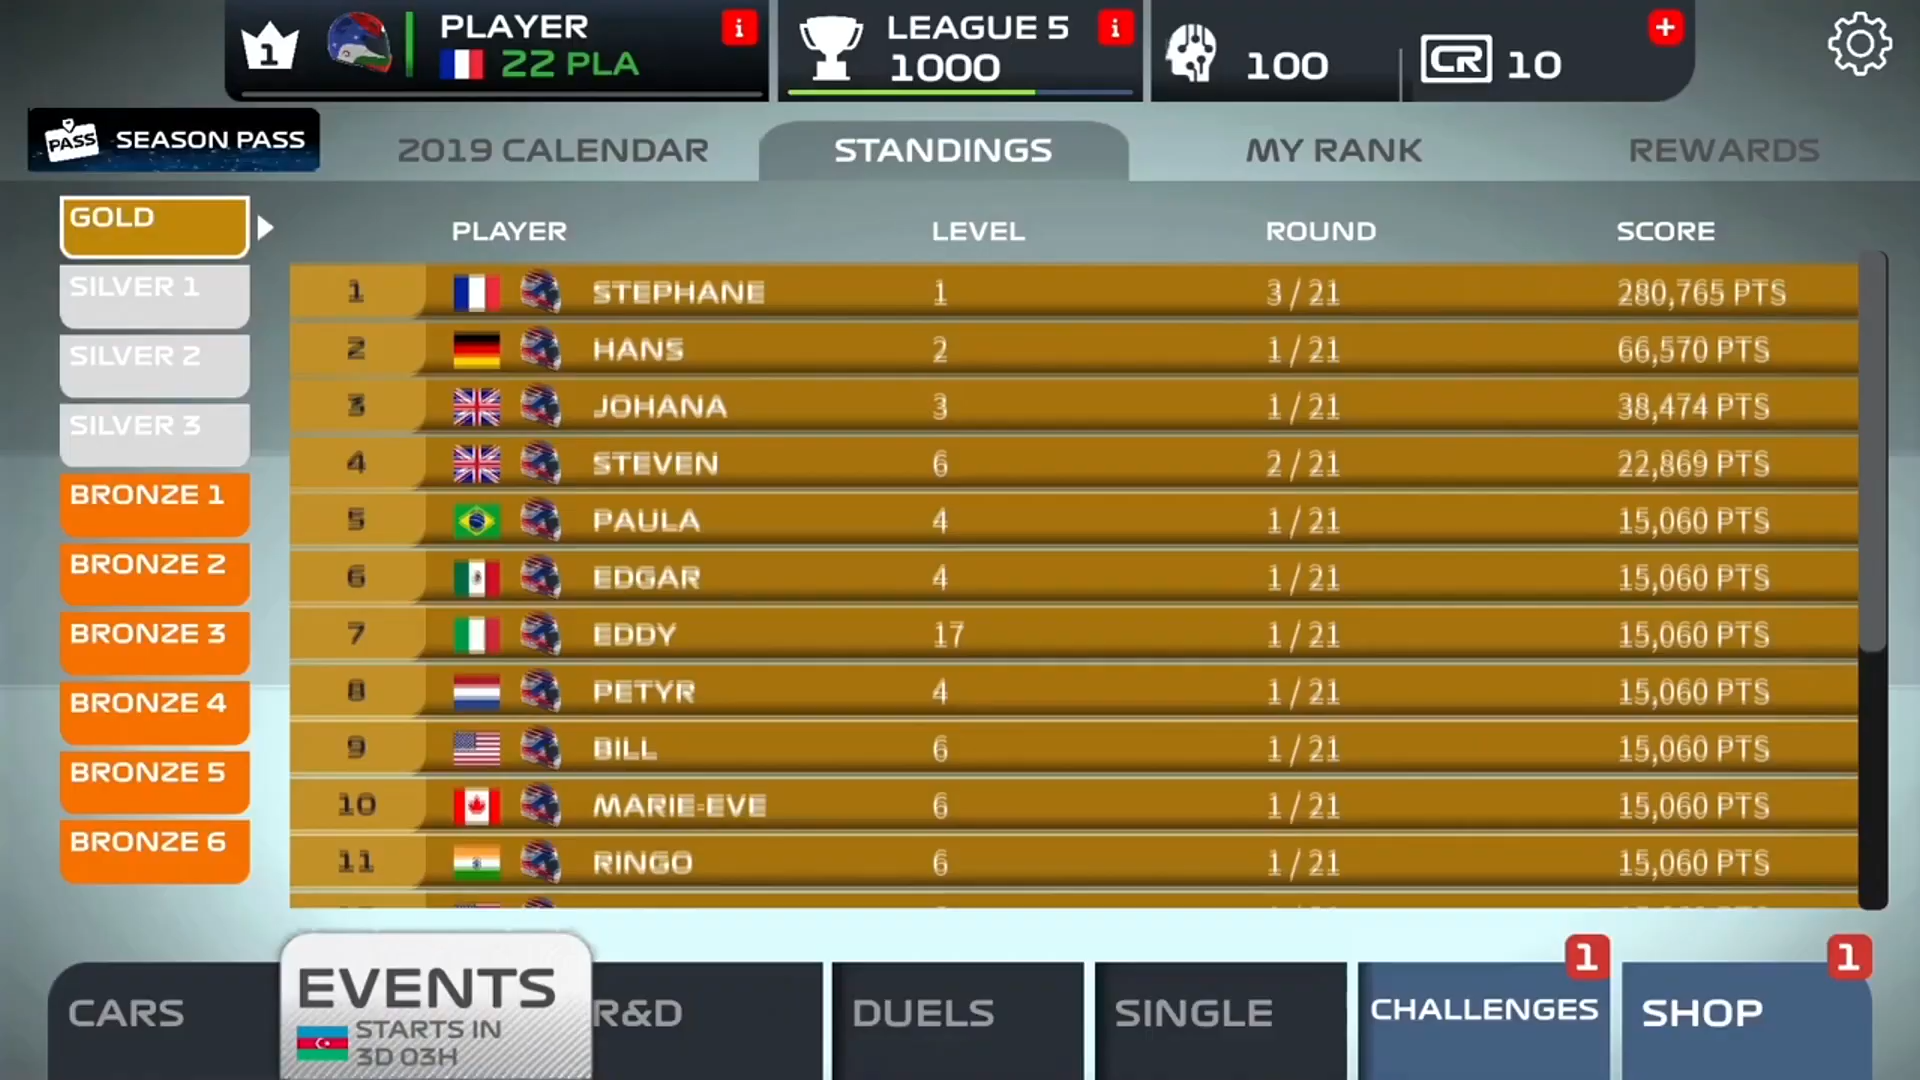 1
PLAYER
22 PLA
i
LEAGUE 5
1000
i
100
CR 10
+
PASS SEASON PASS
2019 CALENDAR
STANDINGS
MY RANK
REWARDS
GOLD
SILVER 1
SILVER 2
SILVER 3
BRONZE 1
BRONZE 2
BRONZE 3
BRONZE 4
BRONZE 5
BRONZE 6
PLAYER LEVEL ROUND SCORE
1 STEPHANE 1 3 / 21 280,765 PTS
2 HANS 2 1 / 21 66,570 PTS
3 JOHANA 3 1 / 21 38,474 PTS
4 STEVEN 6 2 / 21 22,869 PTS
5 PAULA 4 1 / 21 15,060 PTS
6 EDGAR 4 1 / 21 15,060 PTS
7 EDDY 17 1 / 21 15,060 PTS
8 PETYR 4 1 / 21 15,060 PTS
9 BILL 6 1 / 21 15,060 PTS
10 MARIE-EVE 6 1 / 21 15,060 PTS
11 RINGO 6 1 / 21 15,060 PTS
CARS
EVENTS
STARTS IN
3D 03H
R&D
DUELS
SINGLE
CHALLENGES
1
SHOP
1